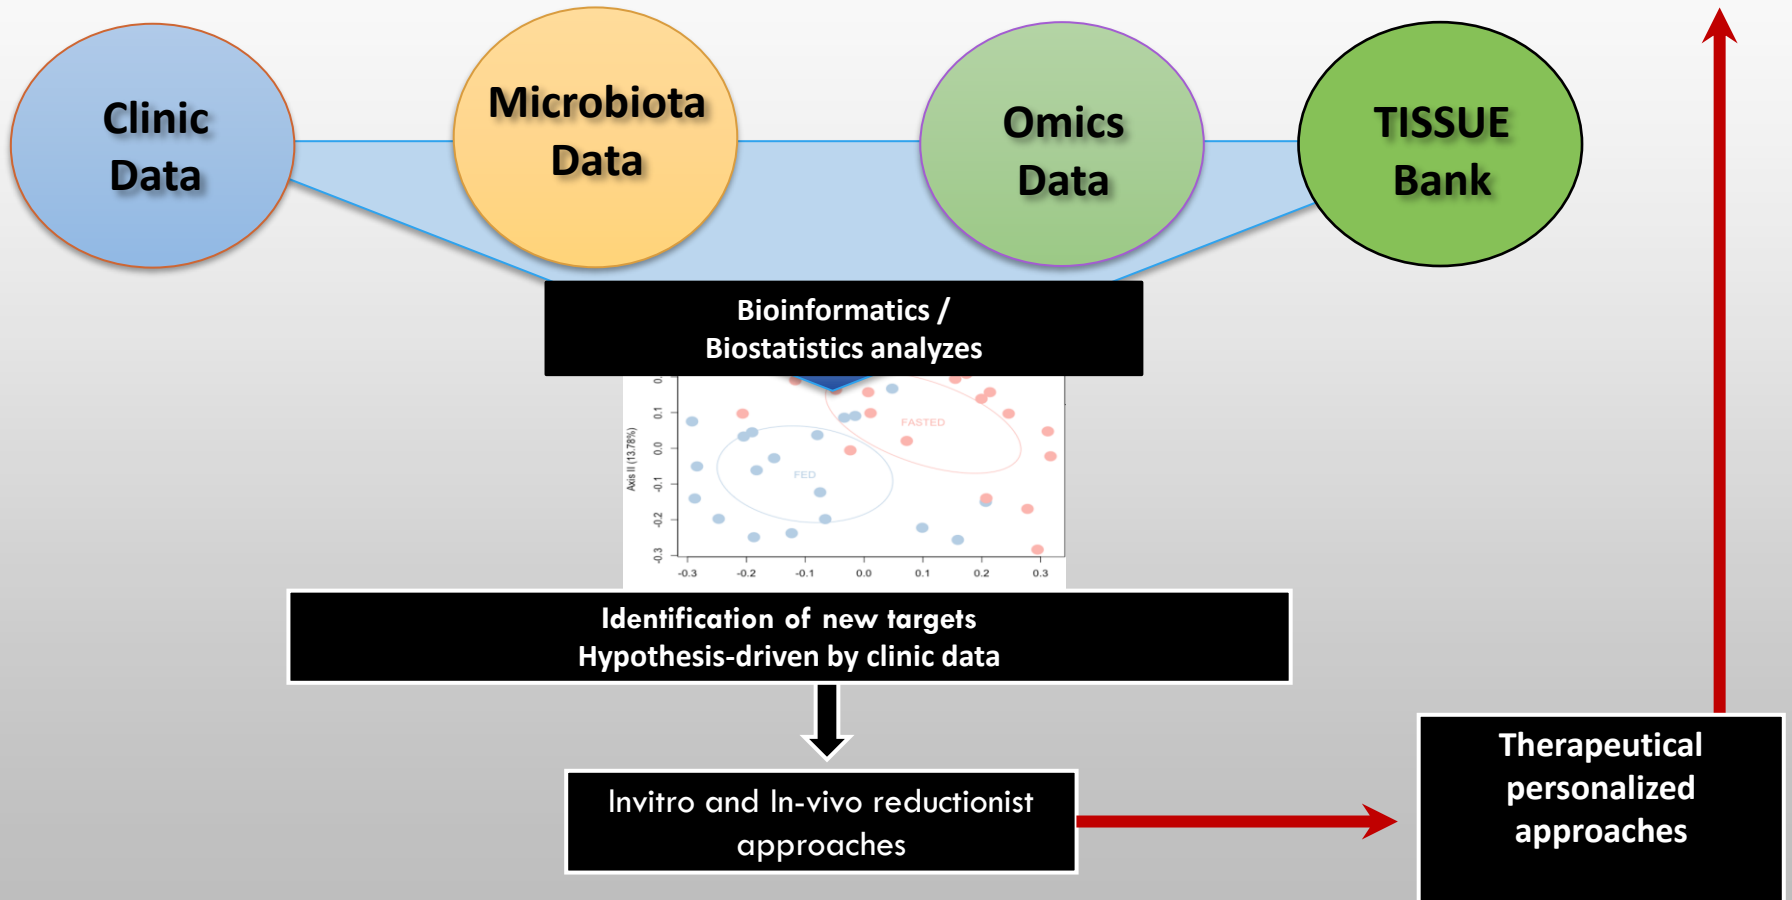 Clinic
Data
Microbiota
Data
Omics
Data
TISSUE
Bank
Bioinformatics /
Biostatistics analyzes
FASTED
FED
Axis II (13.78%)
0.1
0.0
-0.1
-0.2
-0.3
-0.3
-0.2
-0.1
0.0
0.1
0.2
0.3
Identification of new targets
Hypothesis-driven by clinic data
Invitro and In-vivo reductionist
approaches
Therapeutical
personalized
approaches